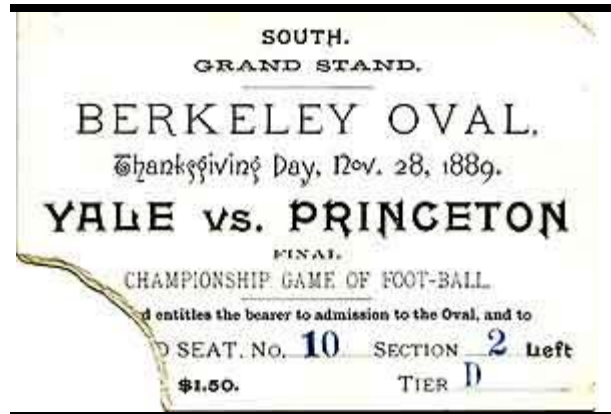 SOUTH.
GRAND STAND.
BERKELEY OVAL,
Thanksgiving Day, Nov. 28, 1889.
YALE vs. PRINCETON
FINAL
CHAMPIONSHIP GAME OF FOOT-BALL.
d entitles the bearer to admission to the Oval, and to
D SEAT, No. 10 SECTION 2 Left
$1.50. TIER D